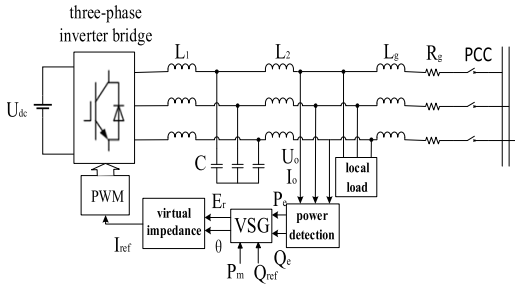 three-phase
inverter bridge
L1
L2
Lg
Rg
PCC
Udc
C
Uo
Io
local
load
PWM
virtual
impedance
Er
θ
VSG
Pe
Qe
power
detection
Iref
Pm
Qref